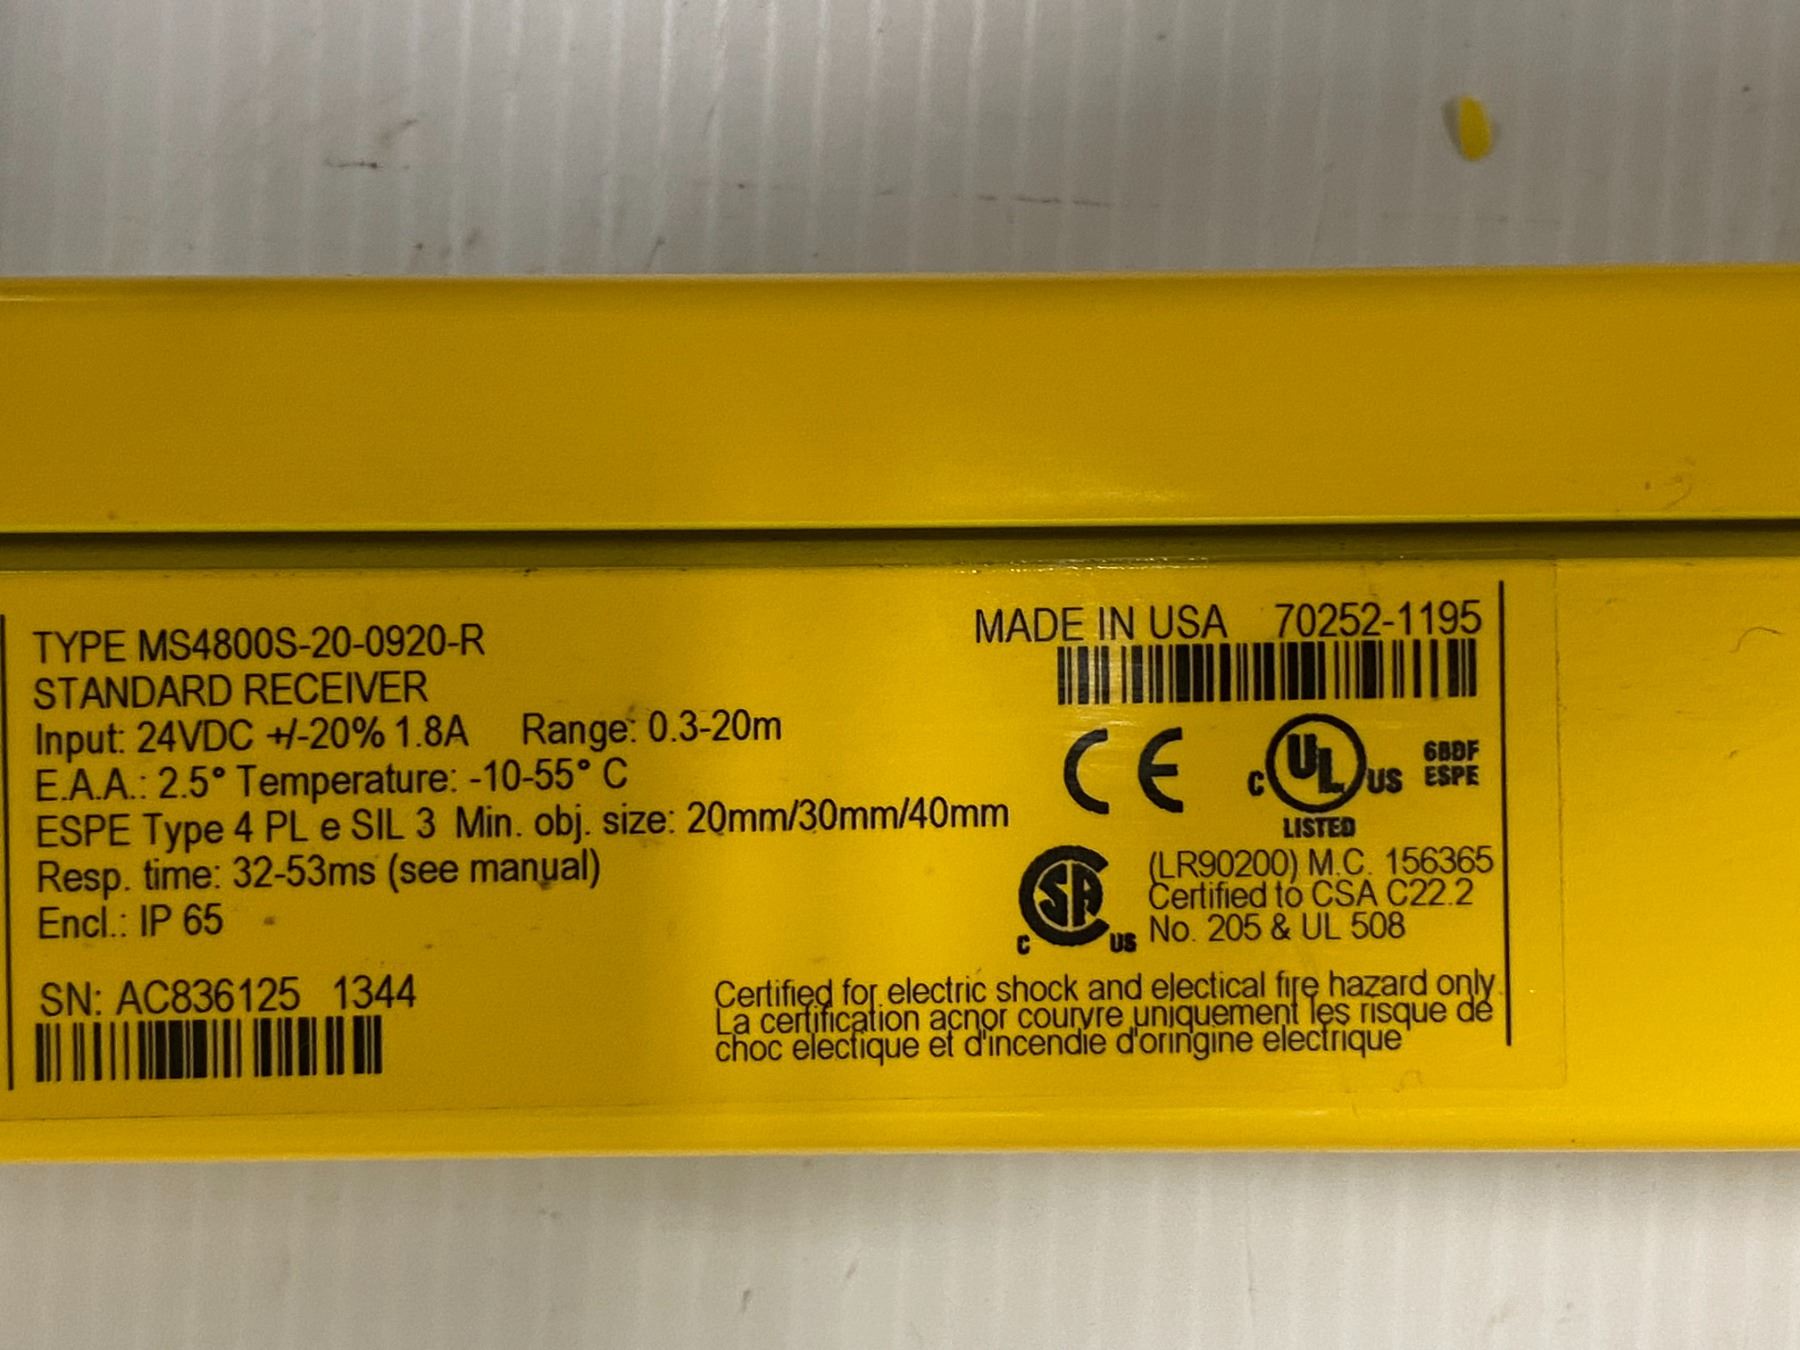 TYPE MS4800S-20-0920-R
STANDARD RECEIVER
Input: 24VDC +/-20% 1.8A Range: 0.3-20m
E.A.A.: 2.5° Temperature: -10-55° C
ESPE Type 4 PL e SIL 3 Min. obj. size: 20mm/30mm/40mm
Resp. time: 32-53ms (see manual)
Encl.: IP 65
SN: AC836125 1344
MADE IN USA 70252-1195
CE
C UL US
LISTED
68DF
ESPE
C SA US
(LR90200) M.C. 156365
Certified to CSA C22.2
No. 205 & UL 508
Certified for electric shock and electical fire hazard only.
La certification acnor couryre uniquement les risque de
choc electique et d'incendie d'oringine electrique